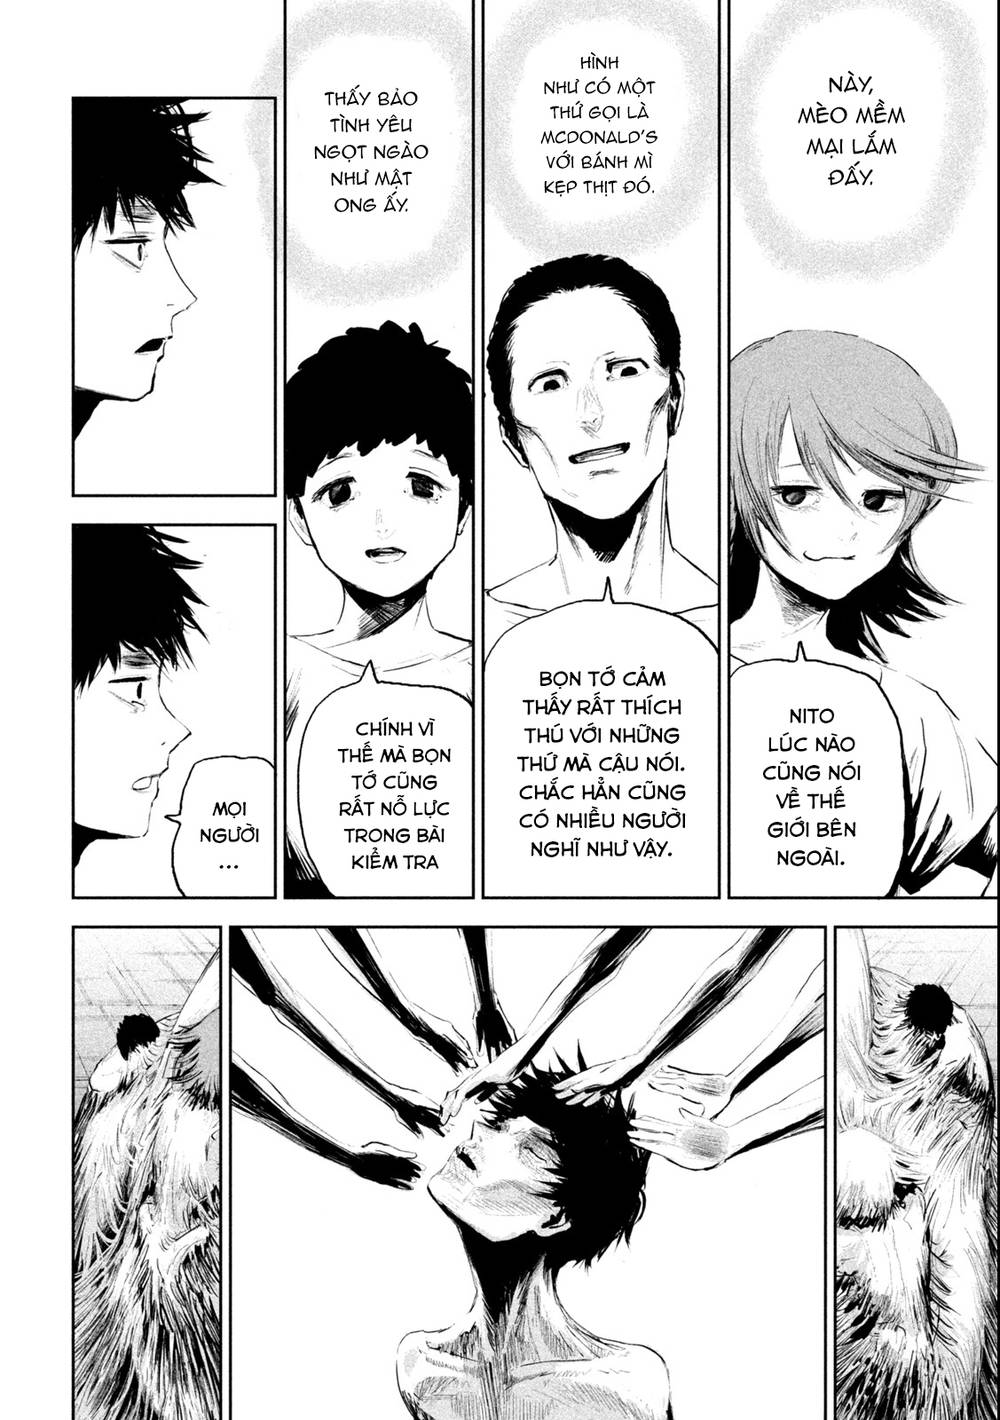 NÀY,
MÈO MỀM
MẠI LẮM
ĐẤY.
NITO
LÚC NÀO
CŨNG NÓI
VỀ THẾ
GIỚI BÊN
NGOÀI.
HÌNH
NHƯ CÓ MỘT
THỨ GỌI LÀ
MCDONALD'S
VỚI BÁNH MÌ
KẸP THỊT ĐÓ.
BỌN TỚ CẢM
THẤY RẤT THÍCH
THÚ VỚI NHỮNG
THỨ MÀ CẬU NÓI.
CHẮC HẲN CŨNG
CÓ NHIỀU NGƯỜI
NGHĨ NHƯ VẬY.
THẤY BẢO
TÌNH YÊU
NGỌT NGÀO
NHƯ MẬT
ONG ẤY.
CHÍNH VÌ
THẾ MÀ BỌN
TỚ CŨNG
RẤT NỖ LỰC
TRONG BÀI
KIỂM TRA
MỌI
NGƯỜI
...